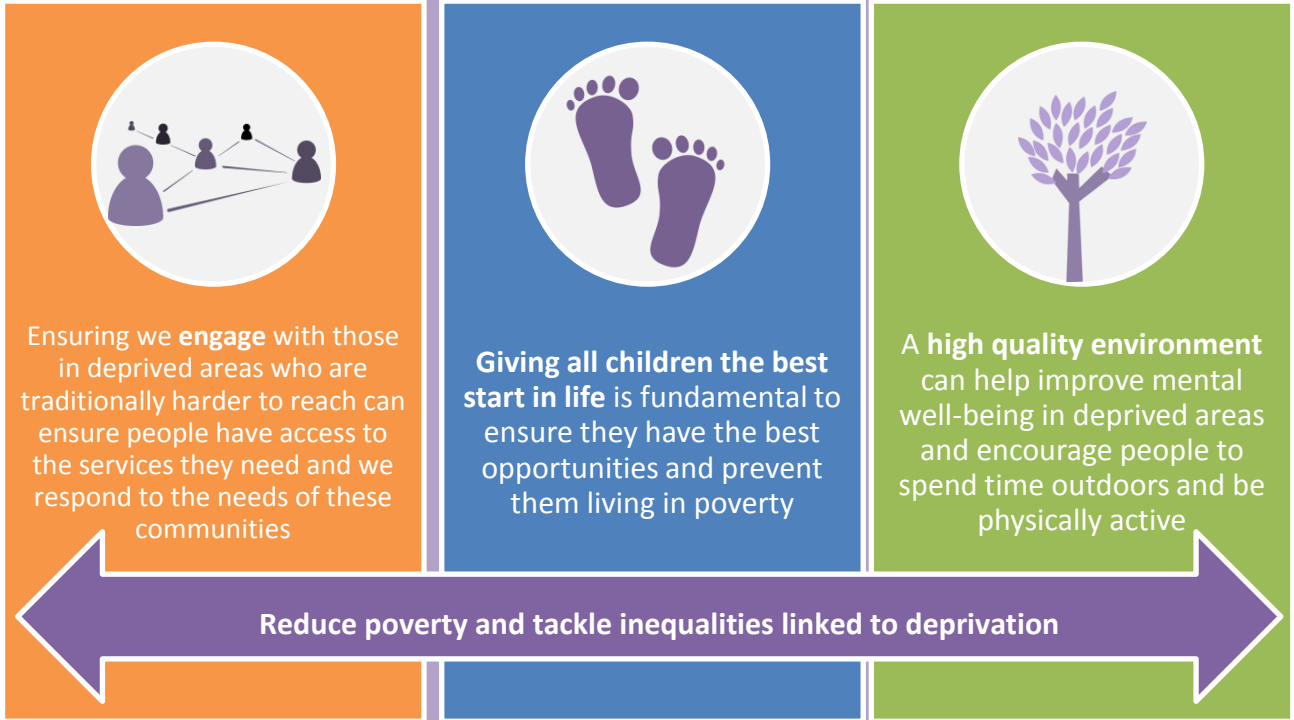 Ensuring we engage with those
in deprived areas who are
traditionally harder to reach can
ensure people have access to
the services they need and we
respond to the needs of these
communities
Giving all children the best
start in life is fundamental to
ensure they have the best
opportunities and prevent
them living in poverty
A high quality environment
can help improve mental
well-being in deprived areas
and encourage people to
spend time outdoors and be
physically active
Reduce poverty and tackle inequalities linked to deprivation